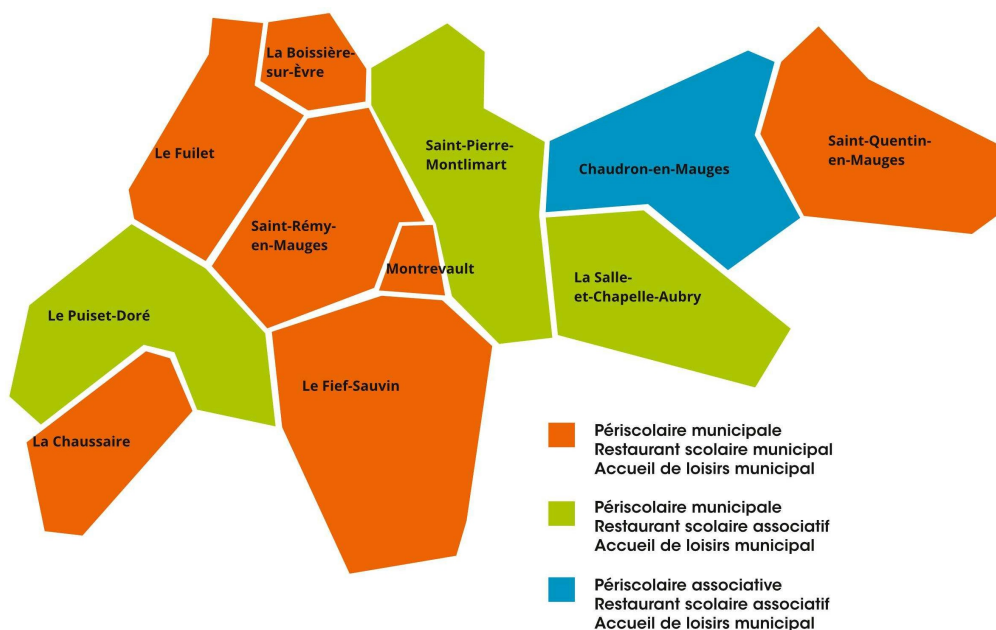 La Boissière-
sur-Èvre
Le Fuilet
Saint-Pierre-
Montlimart
Chaudron-en-Mauges
Saint-Quentin-
en-Mauges
Saint-Rémy-
en-Mauges
Montrevault
La Salle-
et-Chapelle-Aubry
Le Puiset-Doré
Le Fief-Sauvin
La Chaussaire
Périscolaire municipale
Restaurant scolaire municipal
Accueil de loisirs municipal
Périscolaire municipale
Restaurant scolaire associatif
Accueil de loisirs municipal
Périscolaire associative
Restaurant scolaire associatif
Accueil de loisirs municipal